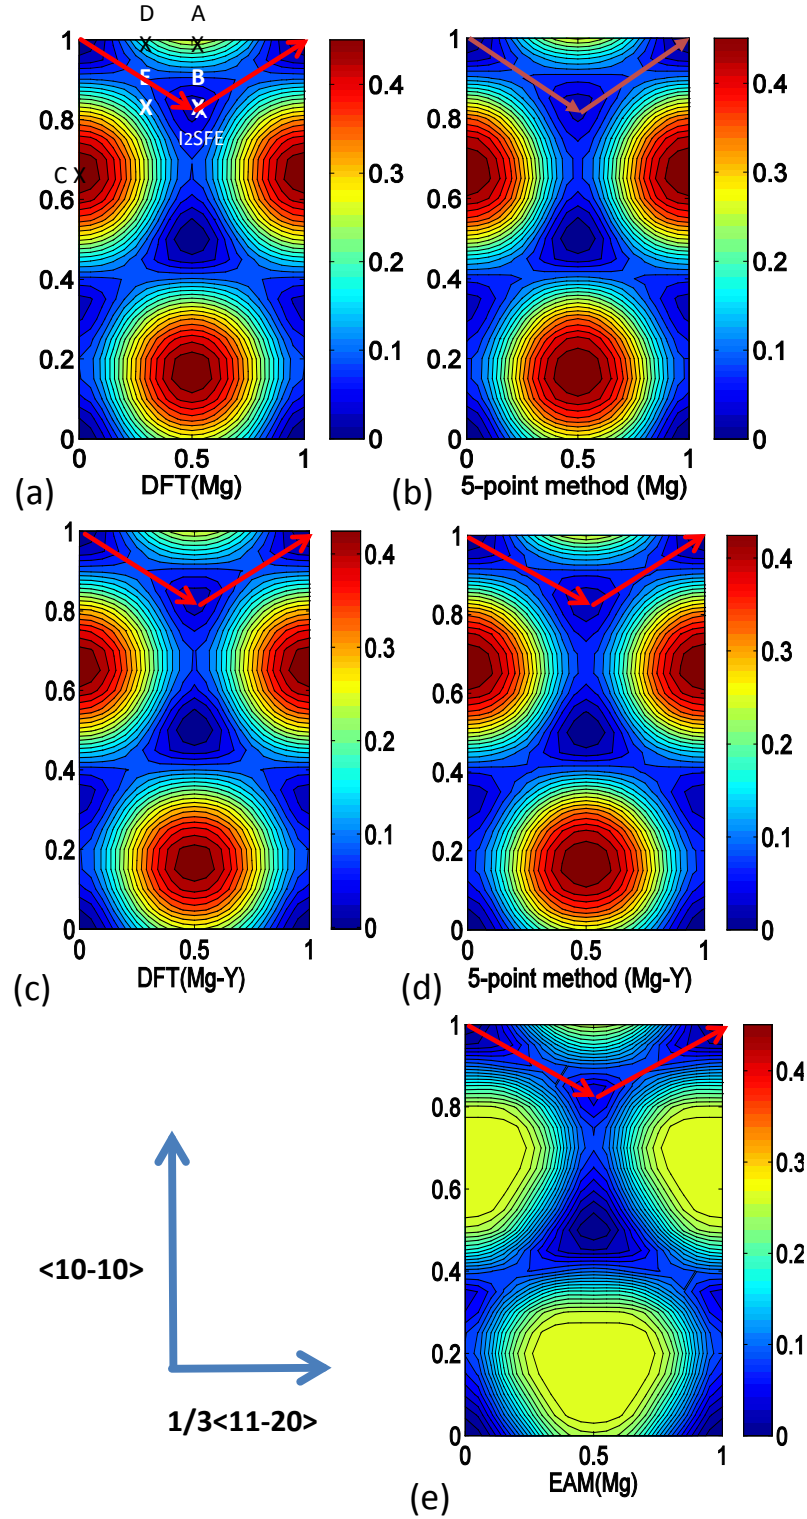 D A
1 X X 1
0.4 0.4
E B
0.8 X X 0.8
I2SFE
0.3 0.3
C X
0.6 0.6
0.2 0.2
0.4 0.4
0.2 0.1 0.2 0.1
0 0 0 0
0 0.5 1 0 0.5 1
(a) DFT(Mg) (b) 5-point method (Mg)
1 1
0.4 0.4
0.8 0.8
0.3 0.3
0.6 0.6
0.2 0.2
0.4 0.4
0.2 0.1 0.2 0.1
0 0 0 0
0 0.5 1 0 0.5 1
(c) DFT(Mg-Y) (d) 5-point method (Mg-Y)
1
0.4
0.8
0.3
0.6
<10-10>
0.2
0.4
0.2 0.1
1/3<11-20>
0 0
0 0.5 1
(e) EAM(Mg)